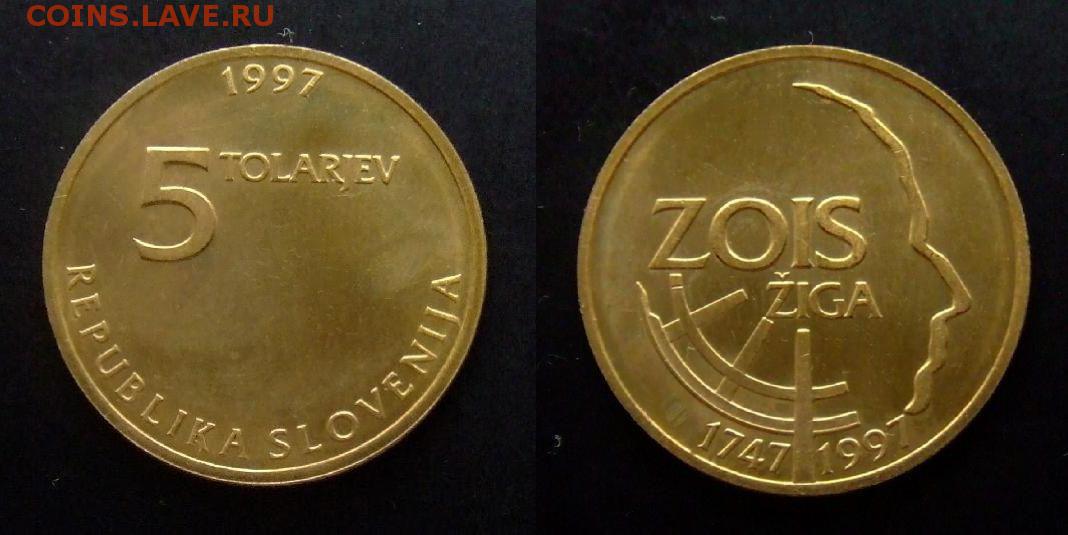 COINS.LAVE.RU
1997
5 TOLARJEV
REPUBLIKA SLOVENIJA
ZOIS
ŽIGA
1747 1997